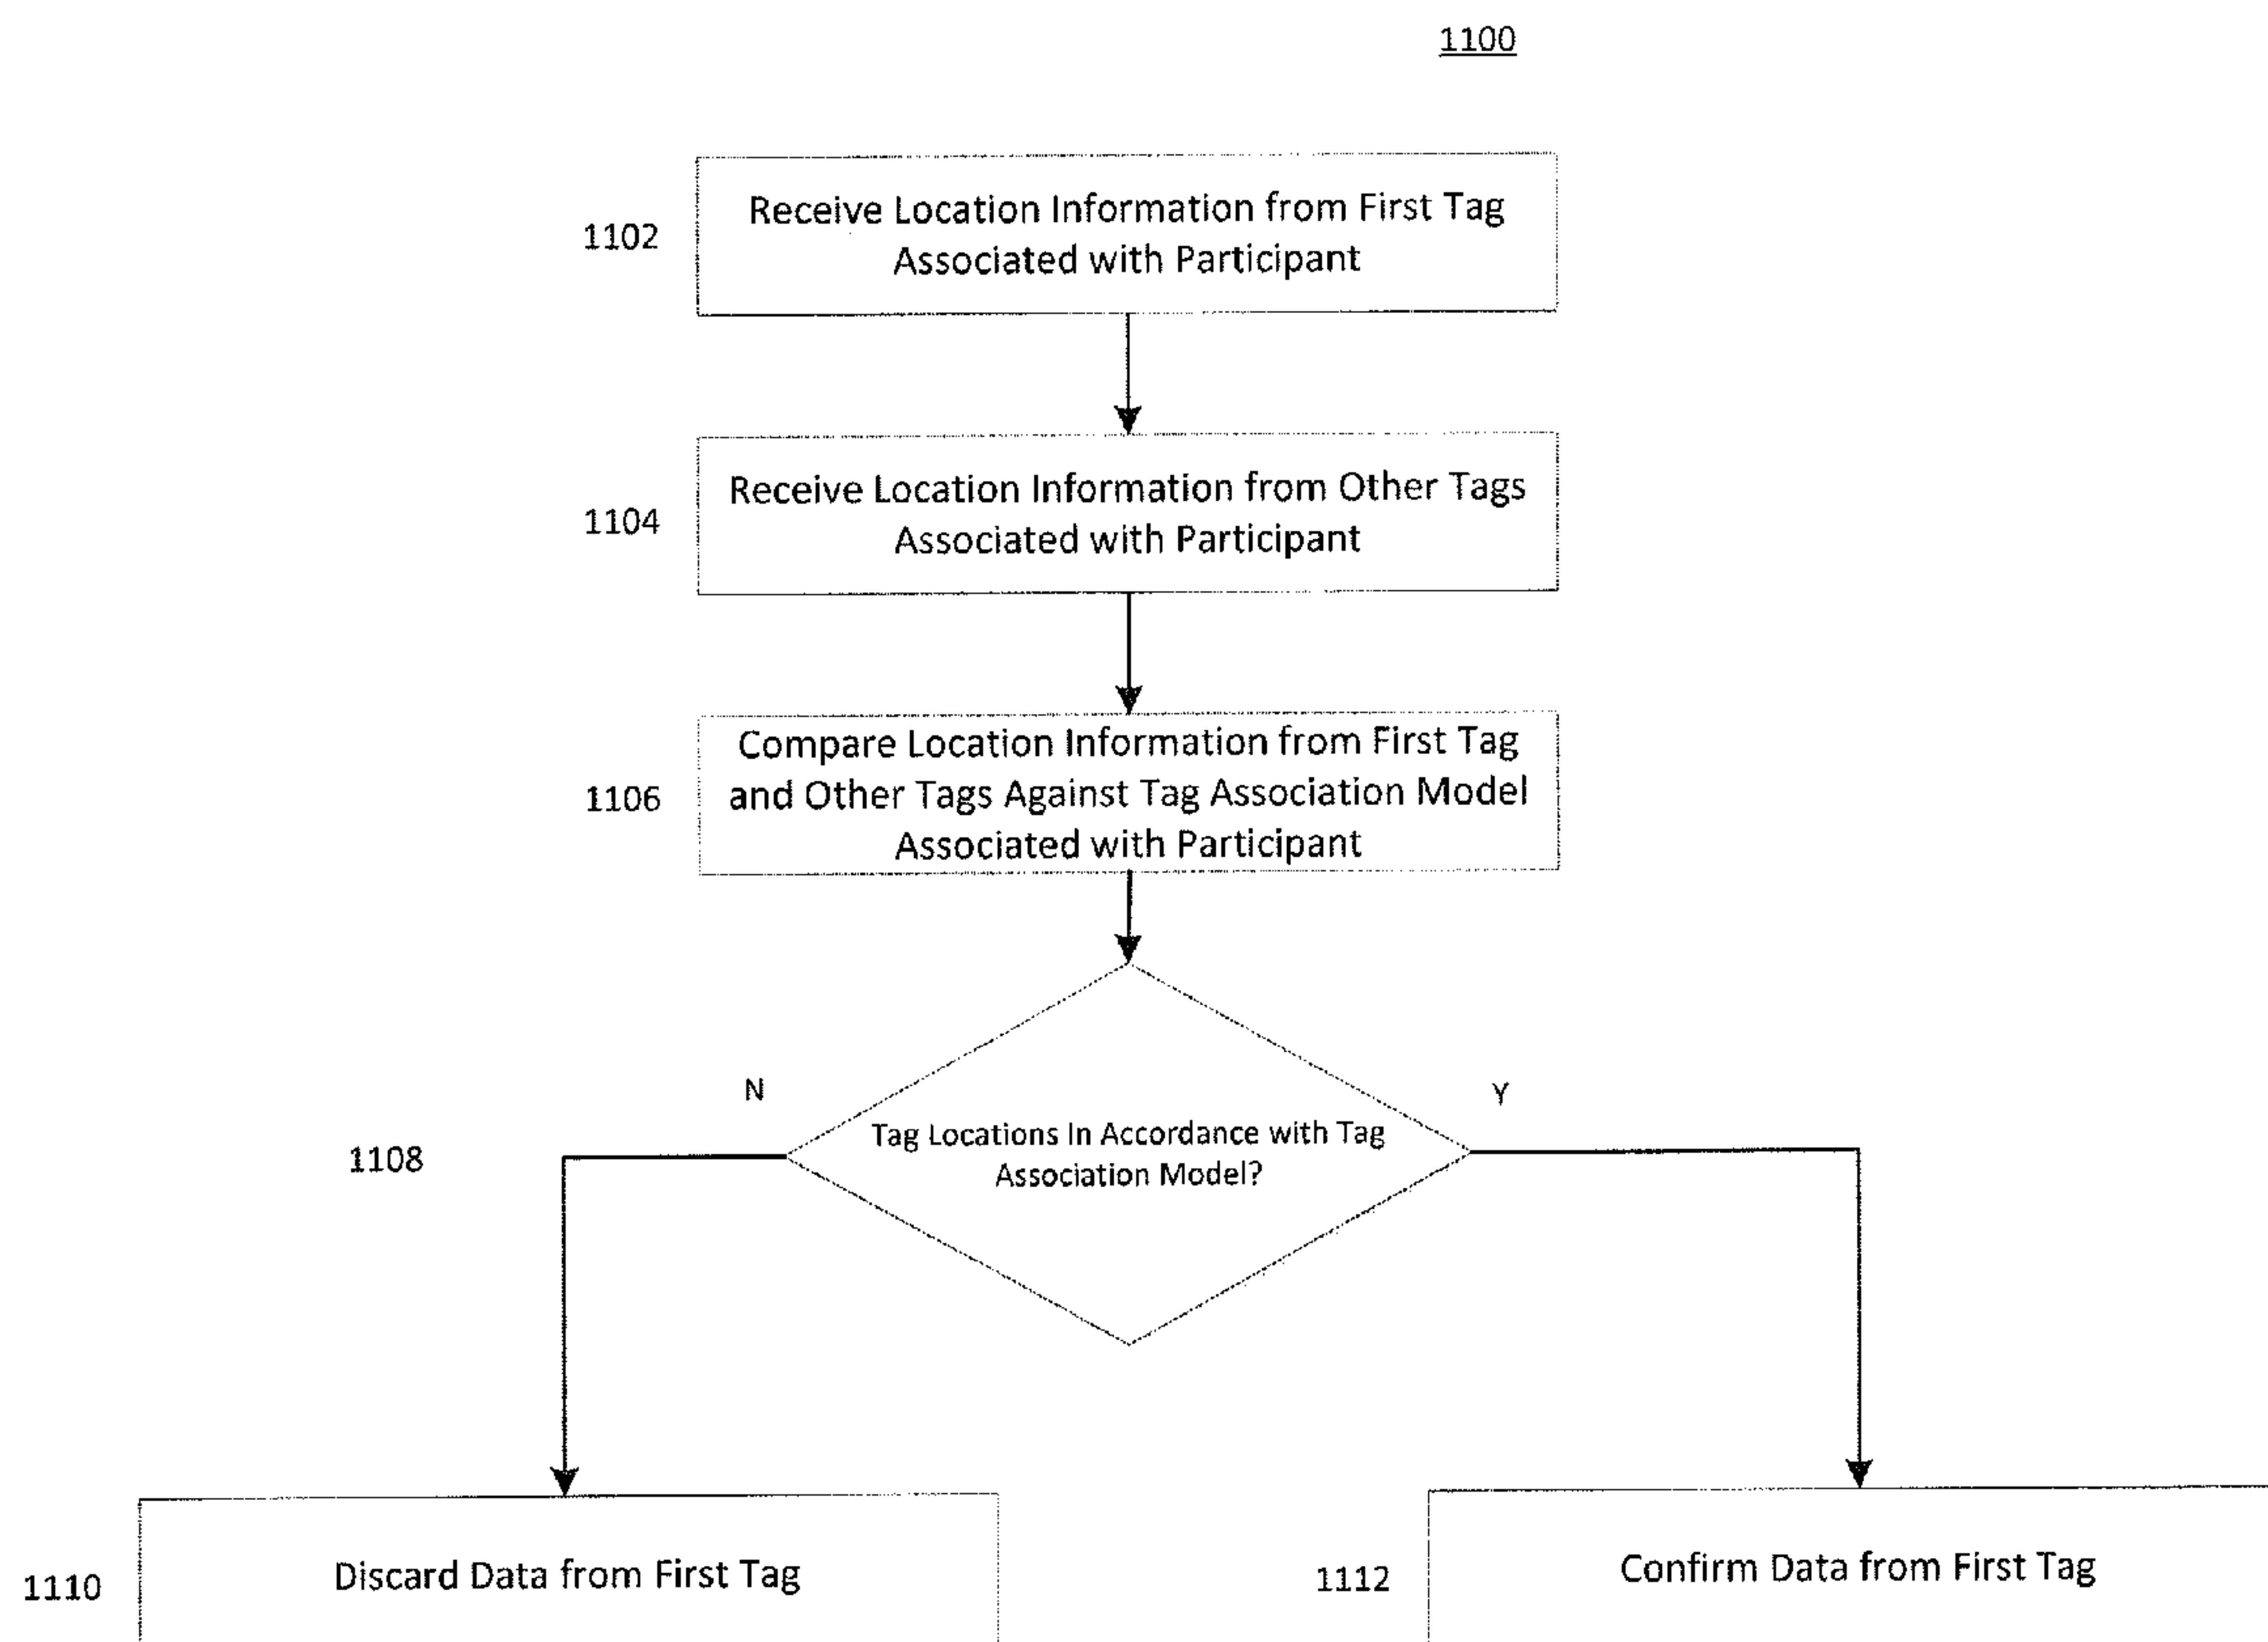 1100
1102
Receive Location Information from First Tag
Associated with Participant
1104
Receive Location Information from Other Tags
Associated with Participant
1106
Compare Location Information from First Tag
and Other Tags Against Tag Association Model
Associated with Participant
N
Y
1108
Tag Locations In Accordance with Tag
Association Model?
1110
Discard Data from First Tag
1112
Confirm Data from First Tag